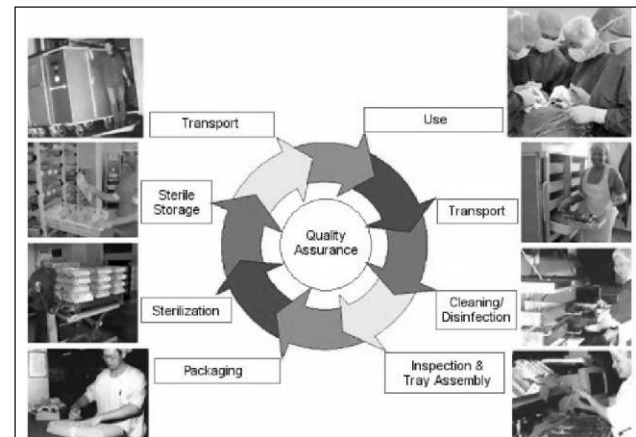 Transport
Use
Sterile
Storage
Transport
Quality
Assurance
Sterilization
Cleaning/
Disinfection
Packaging
Inspection &
Tray Assembly